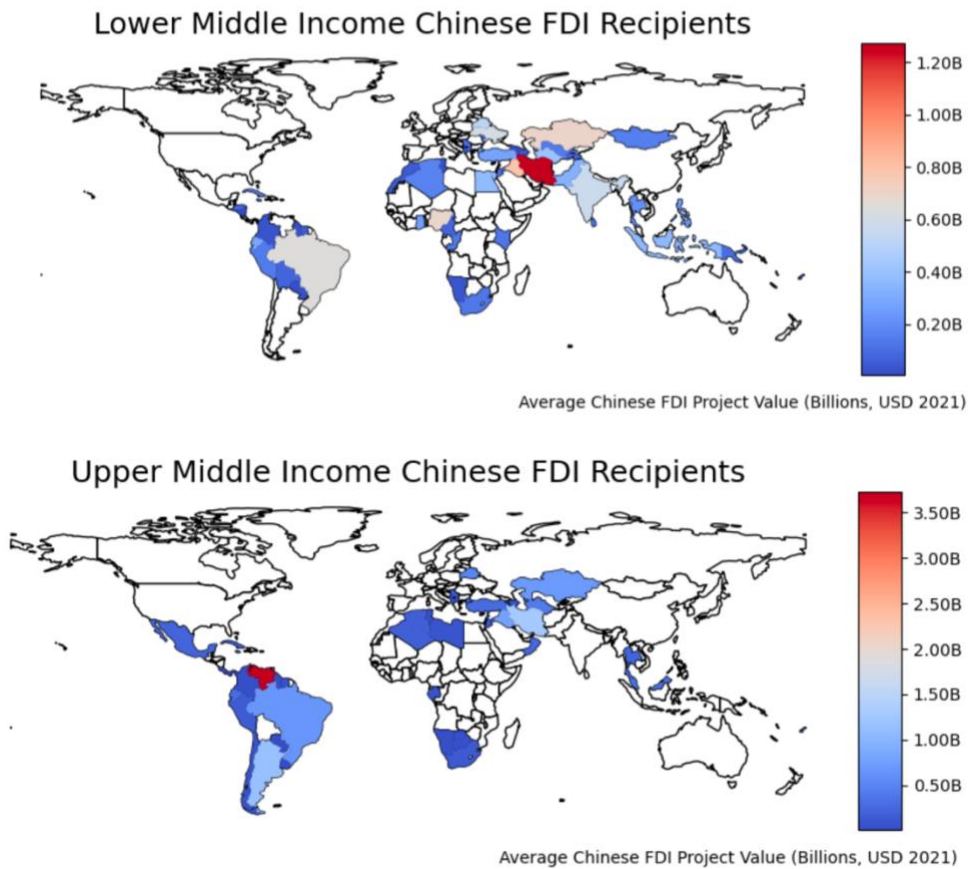 Lower Middle Income Chinese FDI Recipients
1.20B
1.00B
0.80B
0.60B
0.40B
0.20B
Average Chinese FDI Project Value (Billions, USD 2021)
Upper Middle Income Chinese FDI Recipients
3.50B
3.00B
2.50B
2.00B
1.50B
1.00B
0.50B
Average Chinese FDI Project Value (Billions, USD 2021)